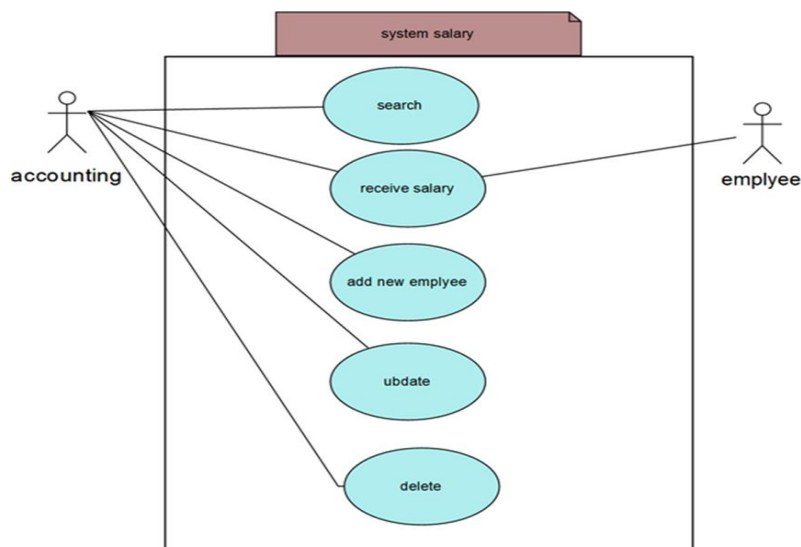 system salary
search
accounting
receive salary
emplyee
add new emplyee
ubdate
delete